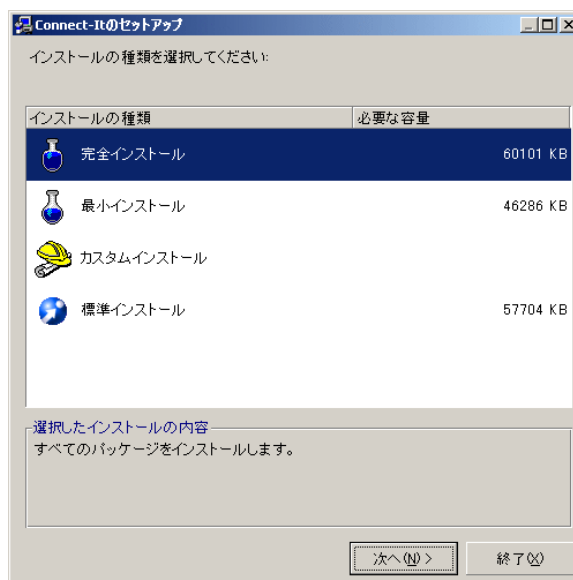 Connect-Itのセットアップ
インストールの種類を選択してください:
インストールの種類 必要な容量
完全インストール 60101 KB
最小インストール 46286 KB
カスタムインストール
標準インストール 57704 KB
選択したインストールの内容
すべてのパッケージをインストールします。
次へ(N) > 終了(X)